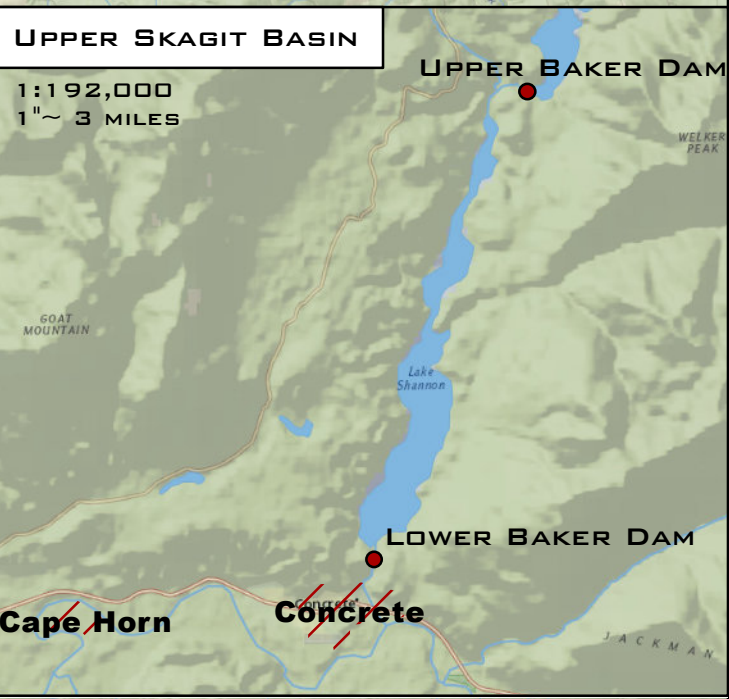 UPPER SKAGIT BASIN
1:192,000
1"~ 3 MILES
UPPER BAKER DAM
WELKER
PEAK
GOAT
MOUNTAIN
Lake
Shannon
LOWER BAKER DAM
Concrete
Cape Horn
Concrete
JACKMAN